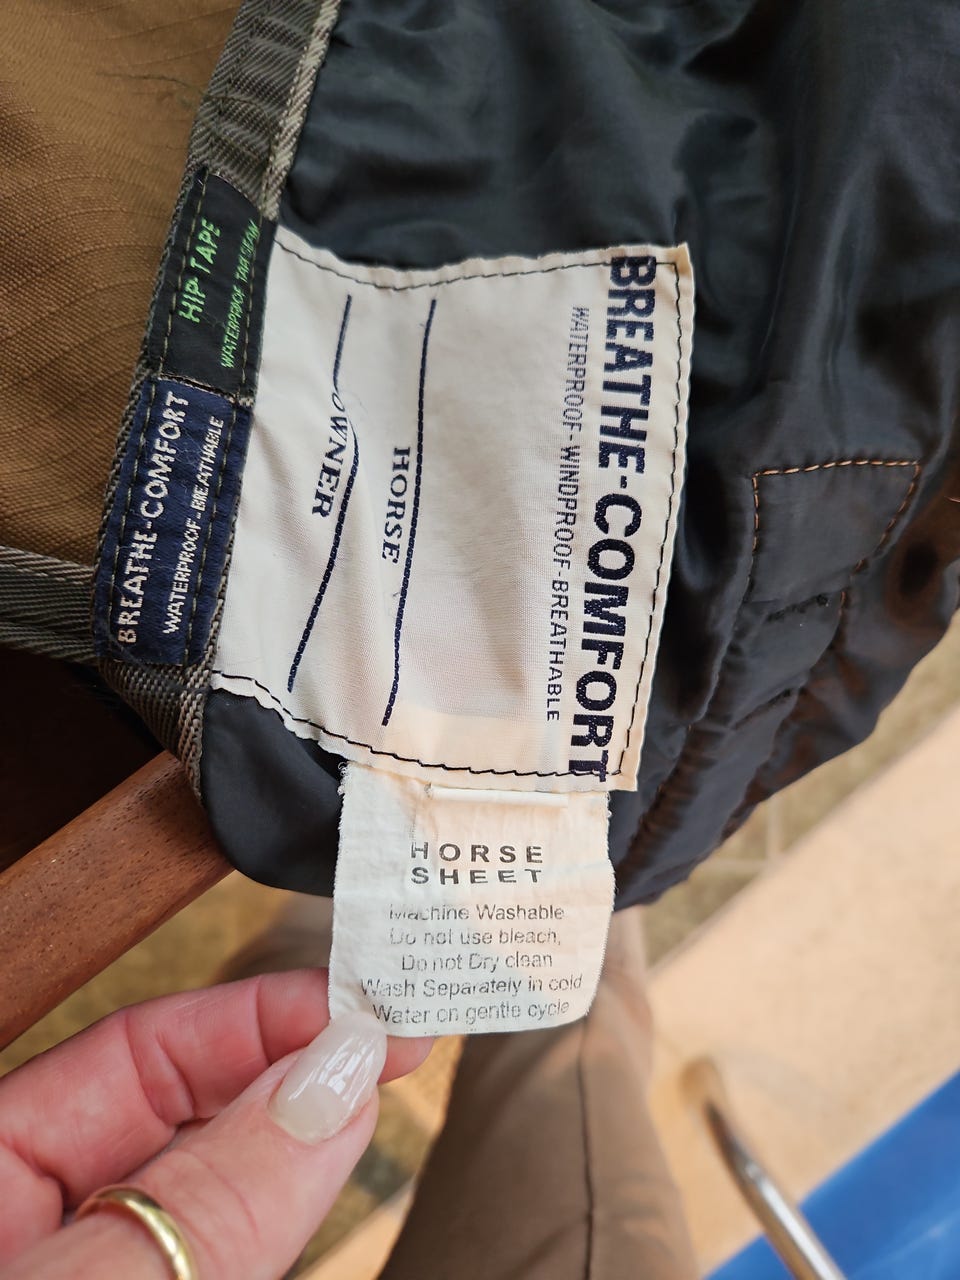 HIP TAPE
WATERPROOF TAP SEAM
BREATHE-COMFORT
WATERPROOF-BREATHABLE
BREATHE-COMFORT
WATERPROOF-WINDPROOF-BREATHABLE
HORSE
OWNER
HORSE
SHEET
Machine Washable
Do not use bleach,
Do not Dry clean
Wash Separately in cold
Water on gentle cycle